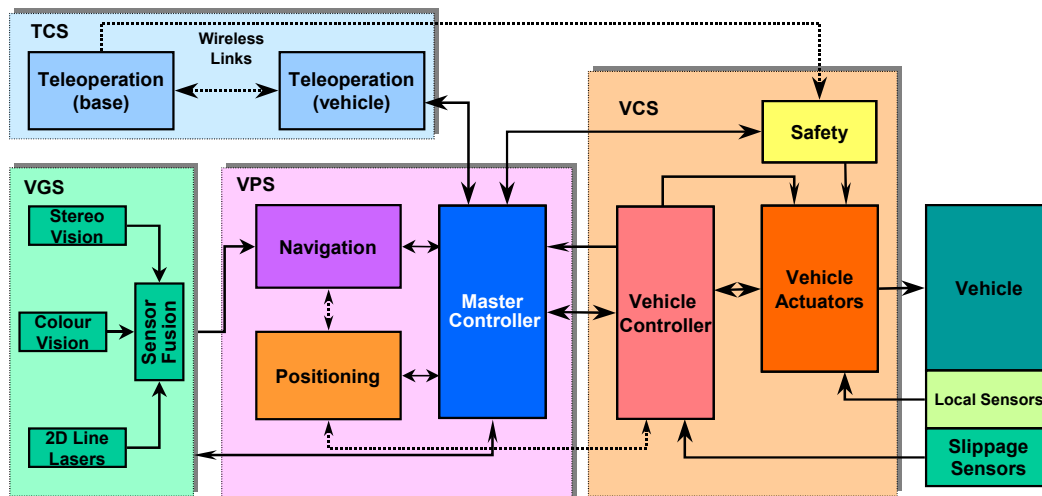 TCS
Wireless
Links
Teleoperation
(base)
Teleoperation
(vehicle)
VCS
Safety
VGS
Stereo
Vision
Colour
Vision
2D Line
Lasers
Sensor
Fusion
VPS
Navigation
Positioning
Master
Controller
Vehicle
Controller
Vehicle
Actuators
Vehicle
Local Sensors
Slippage
Sensors